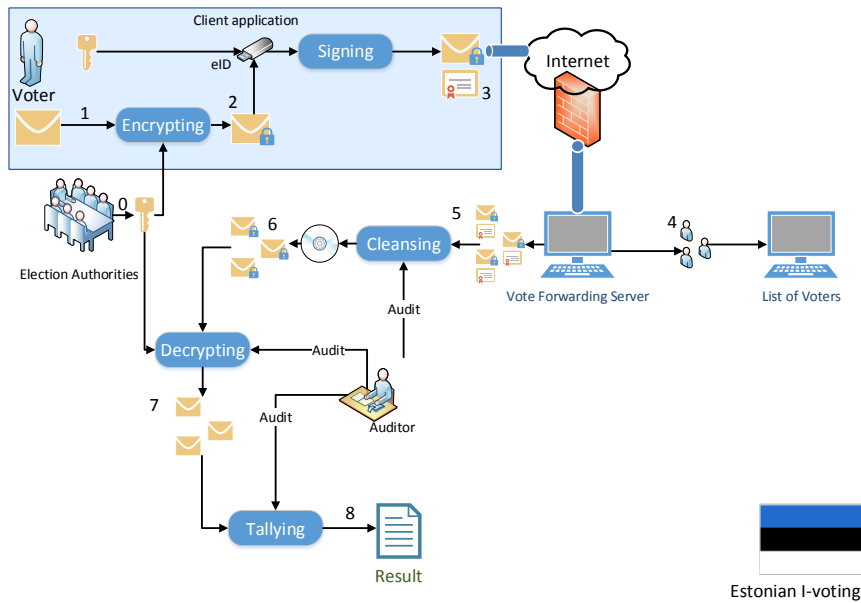 Client application
Voter
eID
Signing
Internet
1
Encrypting
2
3
0
Election Authorities
6
Cleansing
5
4
Vote Forwarding Server
List of Voters
Audit
Decrypting
Audit
7
Audit
Auditor
Tallying
8
Result
Estonian I-voting